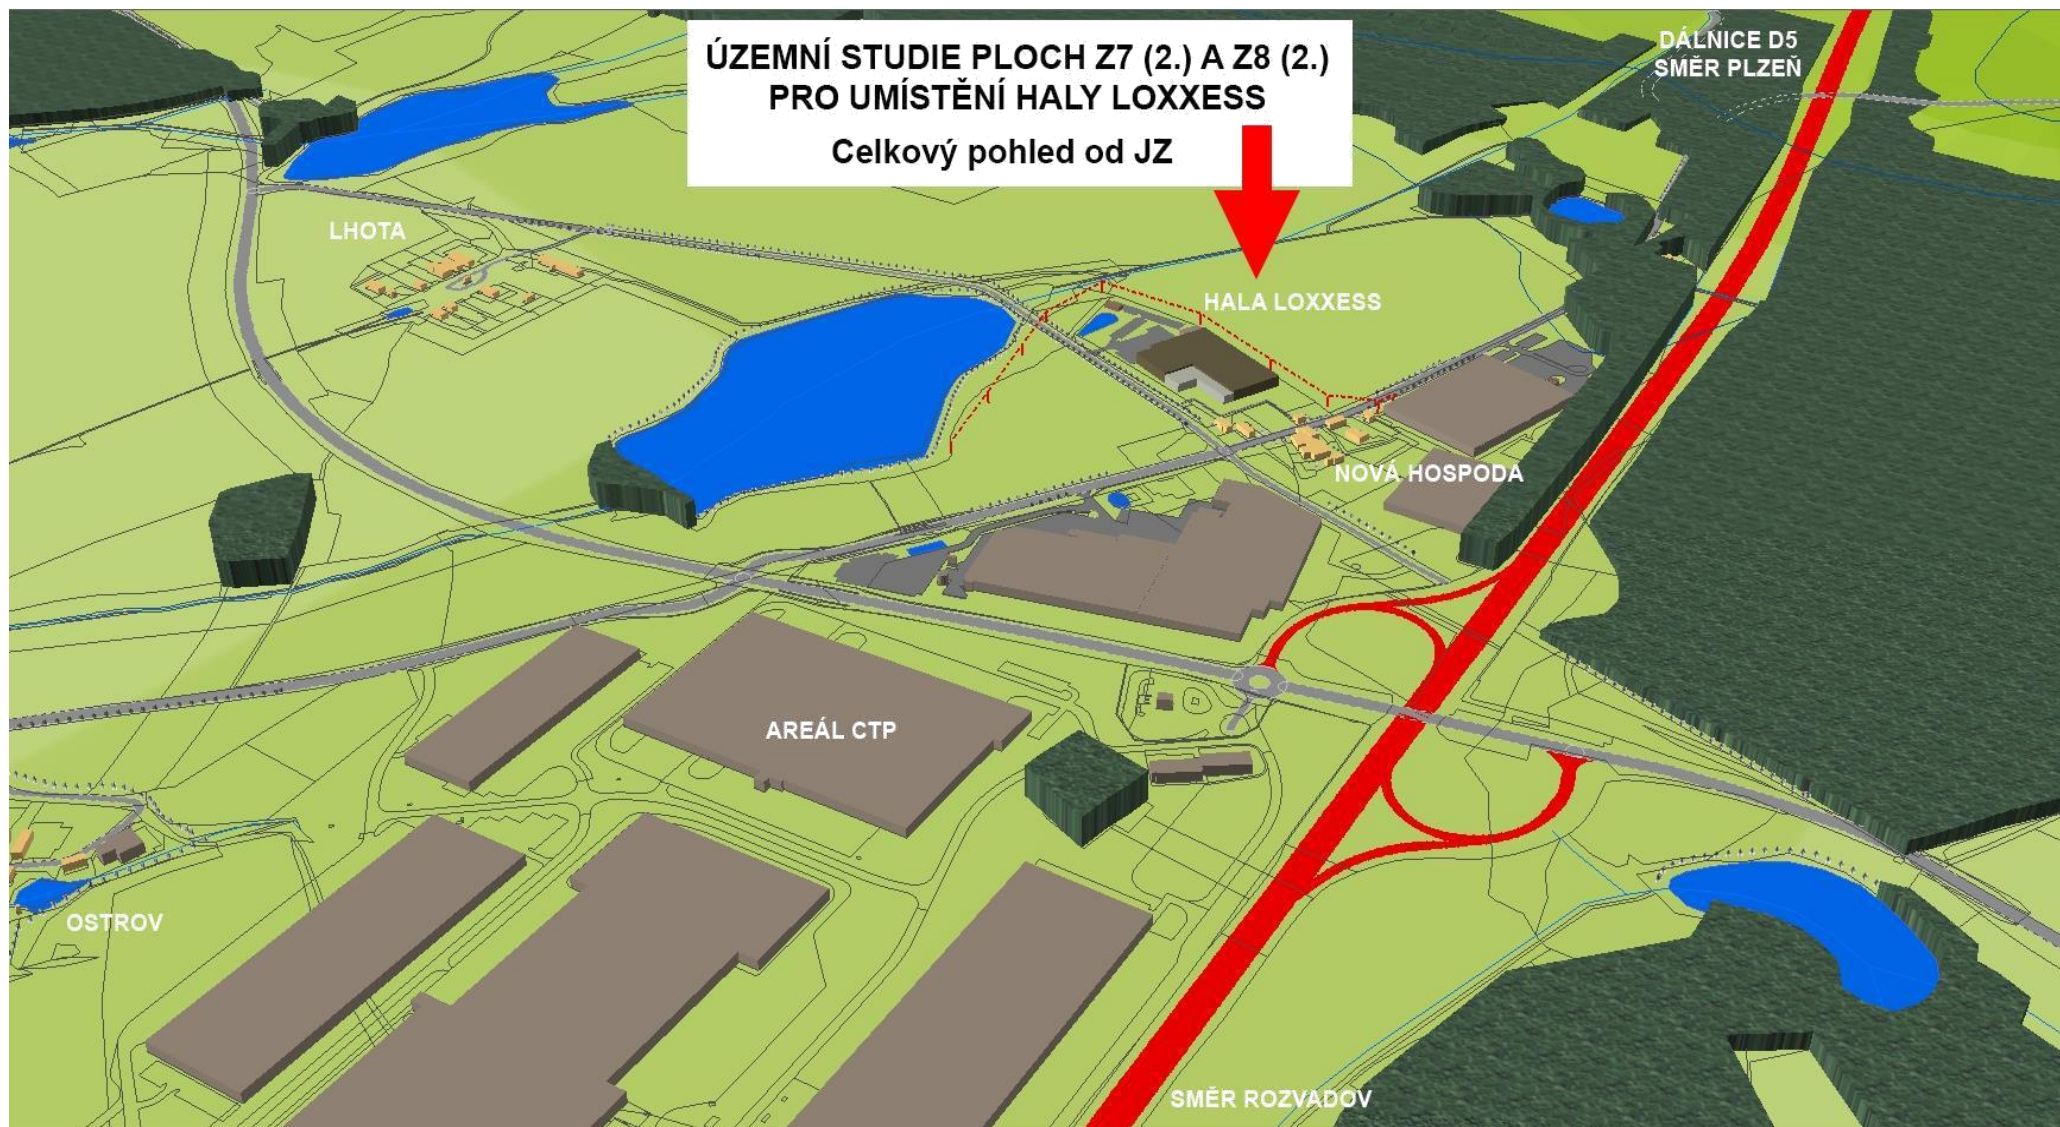 ÚZEMNÍ STUDIE PLOCH Z7 (2.) A Z8 (2.)
PRO UMÍSTĚNÍ HALY LOXXESS
Celkový pohled od JZ
DÁLNICE D5
SMĚR PLZEŇ
LHOTA
HALA LOXXESS
NOVÁ HOSPODA
AREÁL CTP
OSTROV
SMĚR ROZVADOV